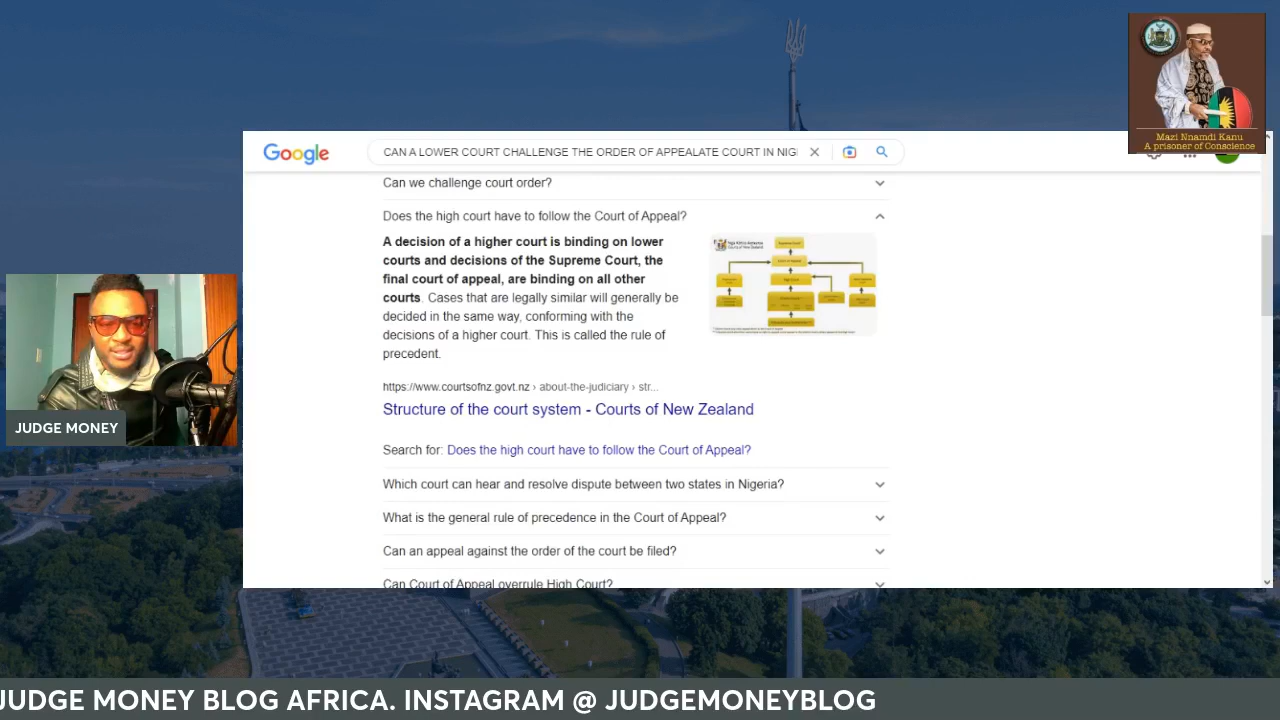 Mazi Nnamdi Kanu
A prisoner of Conscience
Google
CAN A LOWER COURT CHALLENGE THE ORDER OF APPEALATE COURT IN NIG
Can we challenge court order?
Does the high court have to follow the Court of Appeal?
A decision of a higher court is binding on lower
courts and decisions of the Supreme Court, the
final court of appeal, are binding on all other
courts. Cases that are legally similar will generally be
decided in the same way, conforming with the
decisions of a higher court. This is called the rule of
precedent.
https://www.courtsofnz.govt.nz › about-the-judiciary › str...
Structure of the court system - Courts of New Zealand
Search for: Does the high court have to follow the Court of Appeal?
Which court can hear and resolve dispute between two states in Nigeria?
What is the general rule of precedence in the Court of Appeal?
Can an appeal against the order of the court be filed?
Can Court of Appeal overrule High Court?
JUDGE MONEY
JUDGE MONEY BLOG AFRICA. INSTAGRAM @ JUDGEMONEYBLOG